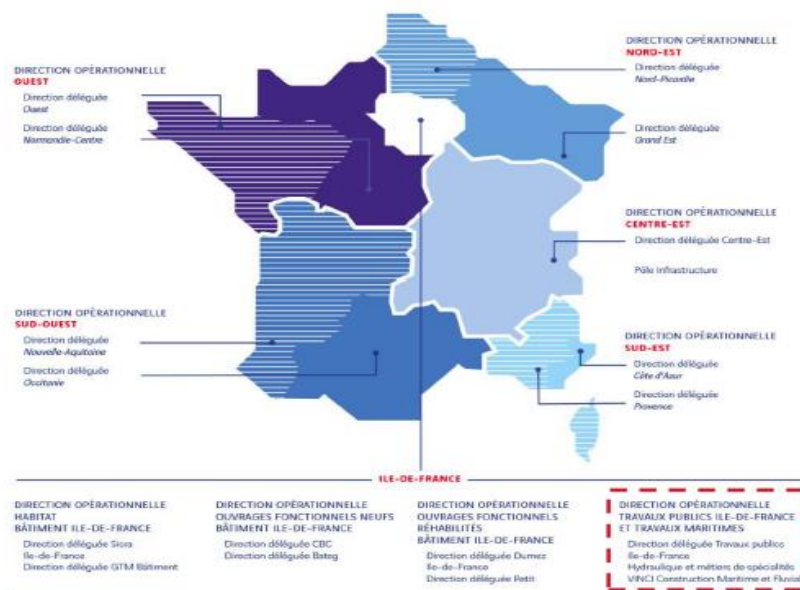 DIRECTION OPÉRATIONNELLE
OUEST
Direction déléguée
Ouest
Direction déléguée
Normandie-Centre
DIRECTION OPÉRATIONNELLE
SUD-OUEST
Direction déléguée
Nouvelle-Aquitaine
Direction déléguée
Occitanie
DIRECTION OPÉRATIONNELLE
NORD-EST
Direction déléguée
Nord-Picardie
Direction déléguée
Grand Est
DIRECTION OPÉRATIONNELLE
CENTRE-EST
Direction déléguée Centre-Est
Pôle Infrastructure
DIRECTION OPÉRATIONNELLE
SUD-EST
Direction déléguée
Côte d'Azur
Direction déléguée
Provence
ILE-DE-FRANCE
DIRECTION OPÉRATIONNELLE
HABITAT
BÂTIMENT ILE-DE-FRANCE
Direction déléguée Sicra
Ile-de-France
Direction déléguée GTM Bâtiment
DIRECTION OPÉRATIONNELLE
OUVRAGES FONCTIONNELS NEUFS
BÂTIMENT ILE-DE-FRANCE
Direction déléguée CBC
Direction déléguée Bateg
DIRECTION OPÉRATIONNELLE
OUVRAGES FONCTIONNELS
RÉHABILITÉS
BÂTIMENT ILE-DE-FRANCE
Direction déléguée Dumez
Ile-de-France
Direction déléguée Petit
DIRECTION OPÉRATIONNELLE
TRAVAUX PUBLICS ILE-DE-FRANCE
ET TRAVAUX MARITIMES
Direction déléguée Travaux publics
Ile-de-France
Hydraulique et métiers de spécialités
VINCI Construction Maritime et Fluvial